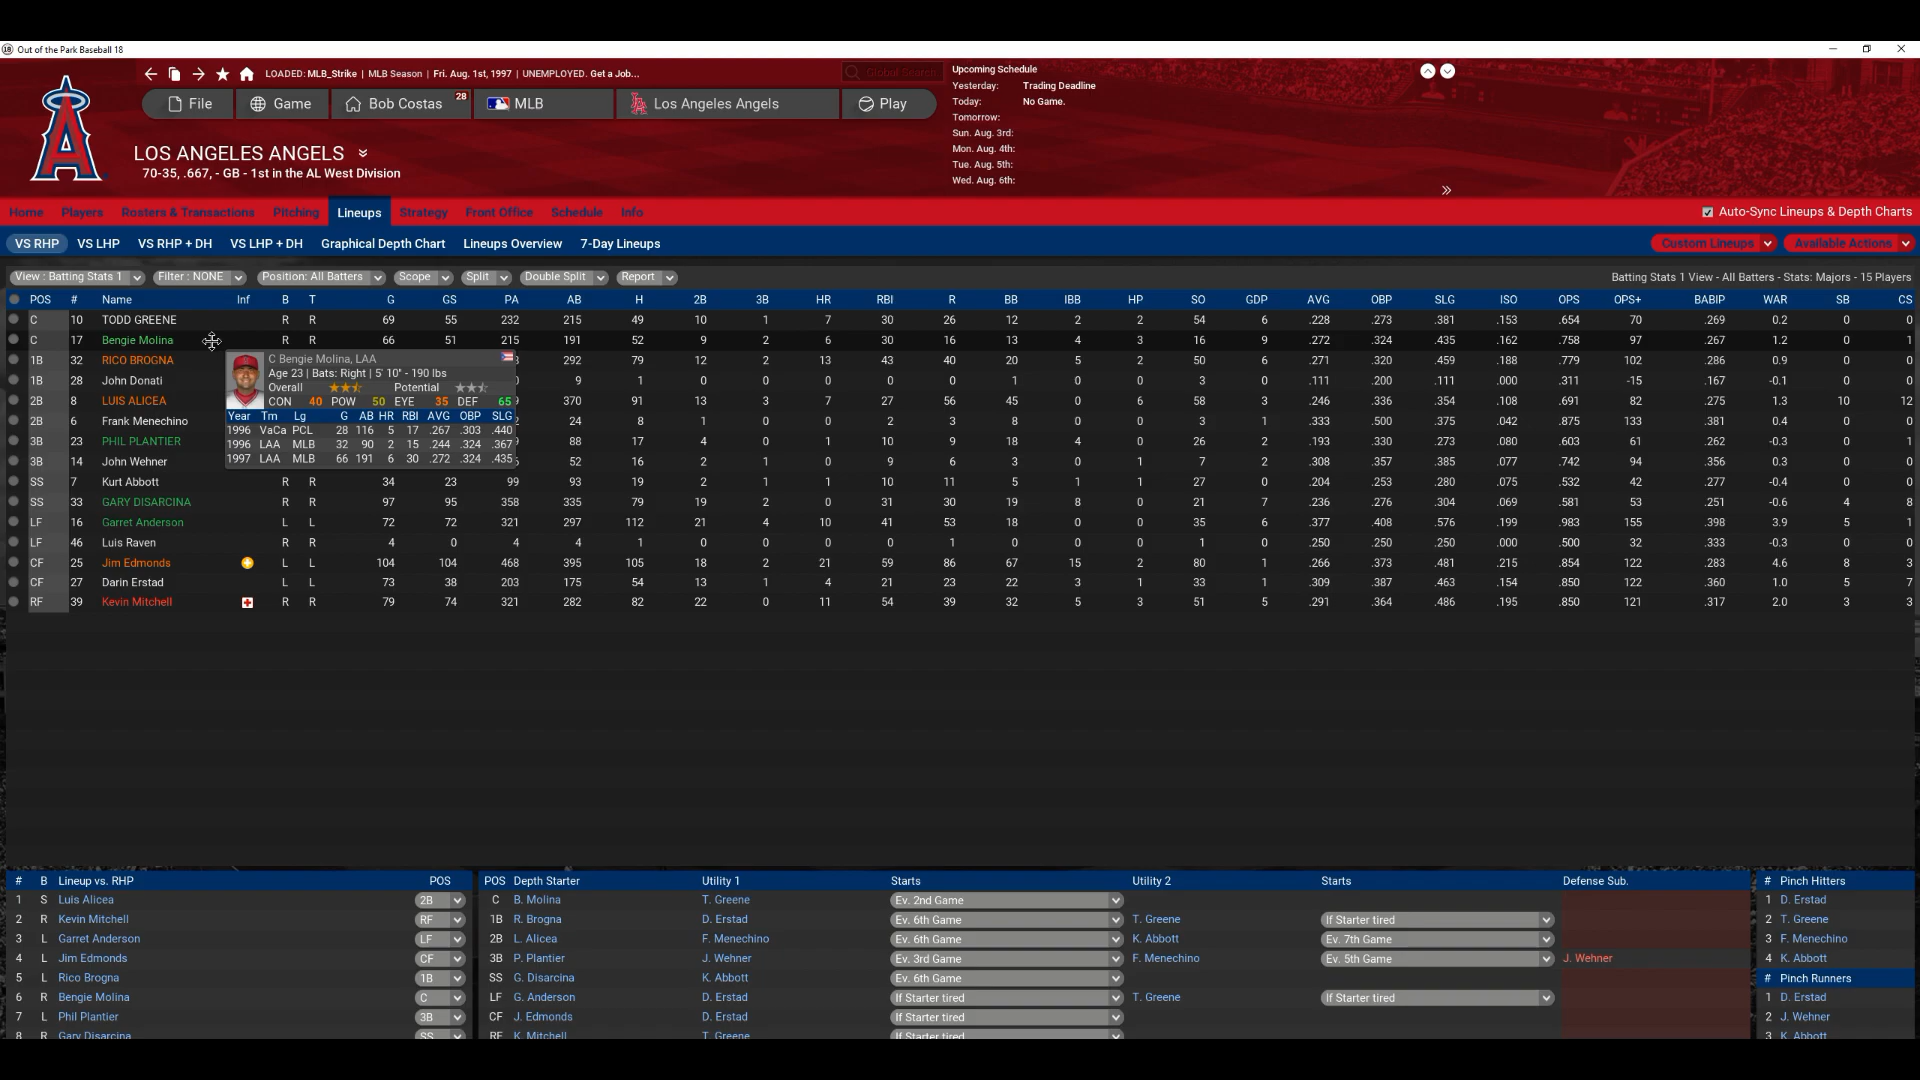 Out of the Park Baseball 18
LOADED: MLB_Strike | MLB Season | Fri. Aug. 1st, 1997 | UNEMPLOYED. Get a Job...
Global Search
File Game Bob Costas 28 MLB Los Angeles Angels Play
Upcoming Schedule
Yesterday: Trading Deadline
Today: No Game.
Tomorrow:
Sun. Aug. 3rd:
Mon. Aug. 4th:
Tue. Aug. 5th:
Wed. Aug. 6th:
LOS ANGELES ANGELS
70-35, .667, - GB - 1st in the AL West Division
Home Players Rosters & Transactions Pitching Lineups Strategy Front Office Schedule Info Auto-Sync Lineups & Depth Charts
VS RHP VS LHP VS RHP + DH VS LHP + DH Graphical Depth Chart Lineups Overview 7-Day Lineups Custom Lineups Available Actions
View : Batting Stats 1 Filter : NONE Position: All Batters Scope Split Double Split Report Batting Stats 1 View - All Batters - Stats: Majors - 15 Players
POS # Name Inf B T G GS PA AB H 2B 3B HR RBI R BB IBB HP SO GDP AVG OBP SLG ISO OPS OPS+ BABIP WAR SB CS
C 10 TODD GREENE R R 69 55 232 215 49 10 1 7 30 26 12 2 2 54 6 .228 .273 .381 .153 .654 70 .269 0.2 0 0
C 17 Bengie Molina R R 66 51 215 191 52 9 2 6 30 16 13 4 3 16 9 .272 .324 .435 .162 .758 97 .267 1.2 0 1
1B 32 RICO BROGNA 292 79 12 2 13 43 40 20 5 2 50 6 .271 .320 .459 .188 .779 102 .286 0.9 0 0
1B 28 John Donati 9 1 0 0 0 0 0 1 0 0 3 0 .111 .200 .111 .000 .311 -15 .167 -0.1 0 0
2B 8 LUIS ALICEA 370 91 13 3 7 27 56 45 0 6 58 3 .246 .336 .354 .108 .691 82 .275 1.3 10 12
2B 6 Frank Menechino 24 8 1 0 0 2 3 8 0 0 3 1 .333 .500 .375 .042 .875 133 .381 0.4 0 0
3B 23 PHIL PLANTIER 88 17 4 0 1 10 9 18 4 0 26 2 .193 .330 .273 .080 .603 61 .262 -0.3 0 1
3B 14 John Wehner 52 16 2 1 0 9 6 3 0 1 7 2 .308 .357 .385 .077 .742 94 .356 0.3 0 0
SS 7 Kurt Abbott R R 34 23 99 93 19 2 1 1 10 11 5 1 1 27 0 .204 .253 .280 .075 .532 42 .277 -0.4 0 0
SS 33 GARY DISARCINA R R 97 95 358 335 79 19 2 0 31 30 19 8 0 21 7 .236 .276 .304 .069 .581 53 .251 -0.6 4 8
LF 16 Garret Anderson L L 72 72 321 297 112 21 4 10 41 53 18 0 0 35 6 .377 .408 .576 .199 .983 155 .398 3.9 5 1
LF 46 Luis Raven R R 4 0 4 4 1 0 0 0 0 1 0 0 0 1 0 .250 .250 .250 .000 .500 32 .333 -0.3 0 0
CF 25 Jim Edmonds L L 104 104 468 395 105 18 2 21 59 86 67 15 2 80 1 .266 .373 .481 .215 .854 122 .283 4.6 8 3
CF 27 Darin Erstad L L 73 38 203 175 54 13 1 4 21 23 22 3 1 33 1 .309 .387 .463 .154 .850 122 .360 1.0 5 7
RF 39 Kevin Mitchell R R 79 74 321 282 82 22 0 11 54 39 32 5 3 51 5 .291 .364 .486 .195 .850 121 .317 2.0 3 3
C Bengie Molina, LAA
Age 23 | Bats: Right | 5' 10" - 190 lbs
Overall Potential
CON 40 POW 50 EYE 35 DEF 65
Year Tm Lg G AB HR RBI AVG OBP SLG
1996 VaCa PCL 28 116 5 17 .267 .303 .440
1996 LAA MLB 32 90 2 15 .244 .324 .367
1997 LAA MLB 66 191 6 30 .272 .324 .435
# B Lineup vs. RHP POS
1 S Luis Alicea 2B
2 R Kevin Mitchell RF
3 L Garret Anderson LF
4 L Jim Edmonds CF
5 L Rico Brogna 1B
6 R Bengie Molina C
7 L Phil Plantier 3B
8 R Gary Disarcina SS
POS Depth Starter Utility 1 Starts Utility 2 Starts Defense Sub.
C B. Molina T. Greene Ev. 2nd Game
1B R. Brogna D. Erstad Ev. 6th Game T. Greene If Starter tired
2B L. Alicea F. Menechino Ev. 6th Game K. Abbott Ev. 7th Game
3B P. Plantier J. Wehner Ev. 3rd Game F. Menechino Ev. 5th Game J. Wehner
SS G. Disarcina K. Abbott Ev. 6th Game
LF G. Anderson D. Erstad If Starter tired T. Greene If Starter tired
CF J. Edmonds D. Erstad If Starter tired
RF K. Mitchell T. Greene If Starter tired
# Pinch Hitters
1 D. Erstad
2 T. Greene
3 F. Menechino
4 K. Abbott
# Pinch Runners
1 D. Erstad
2 J. Wehner
3 K. Abbott